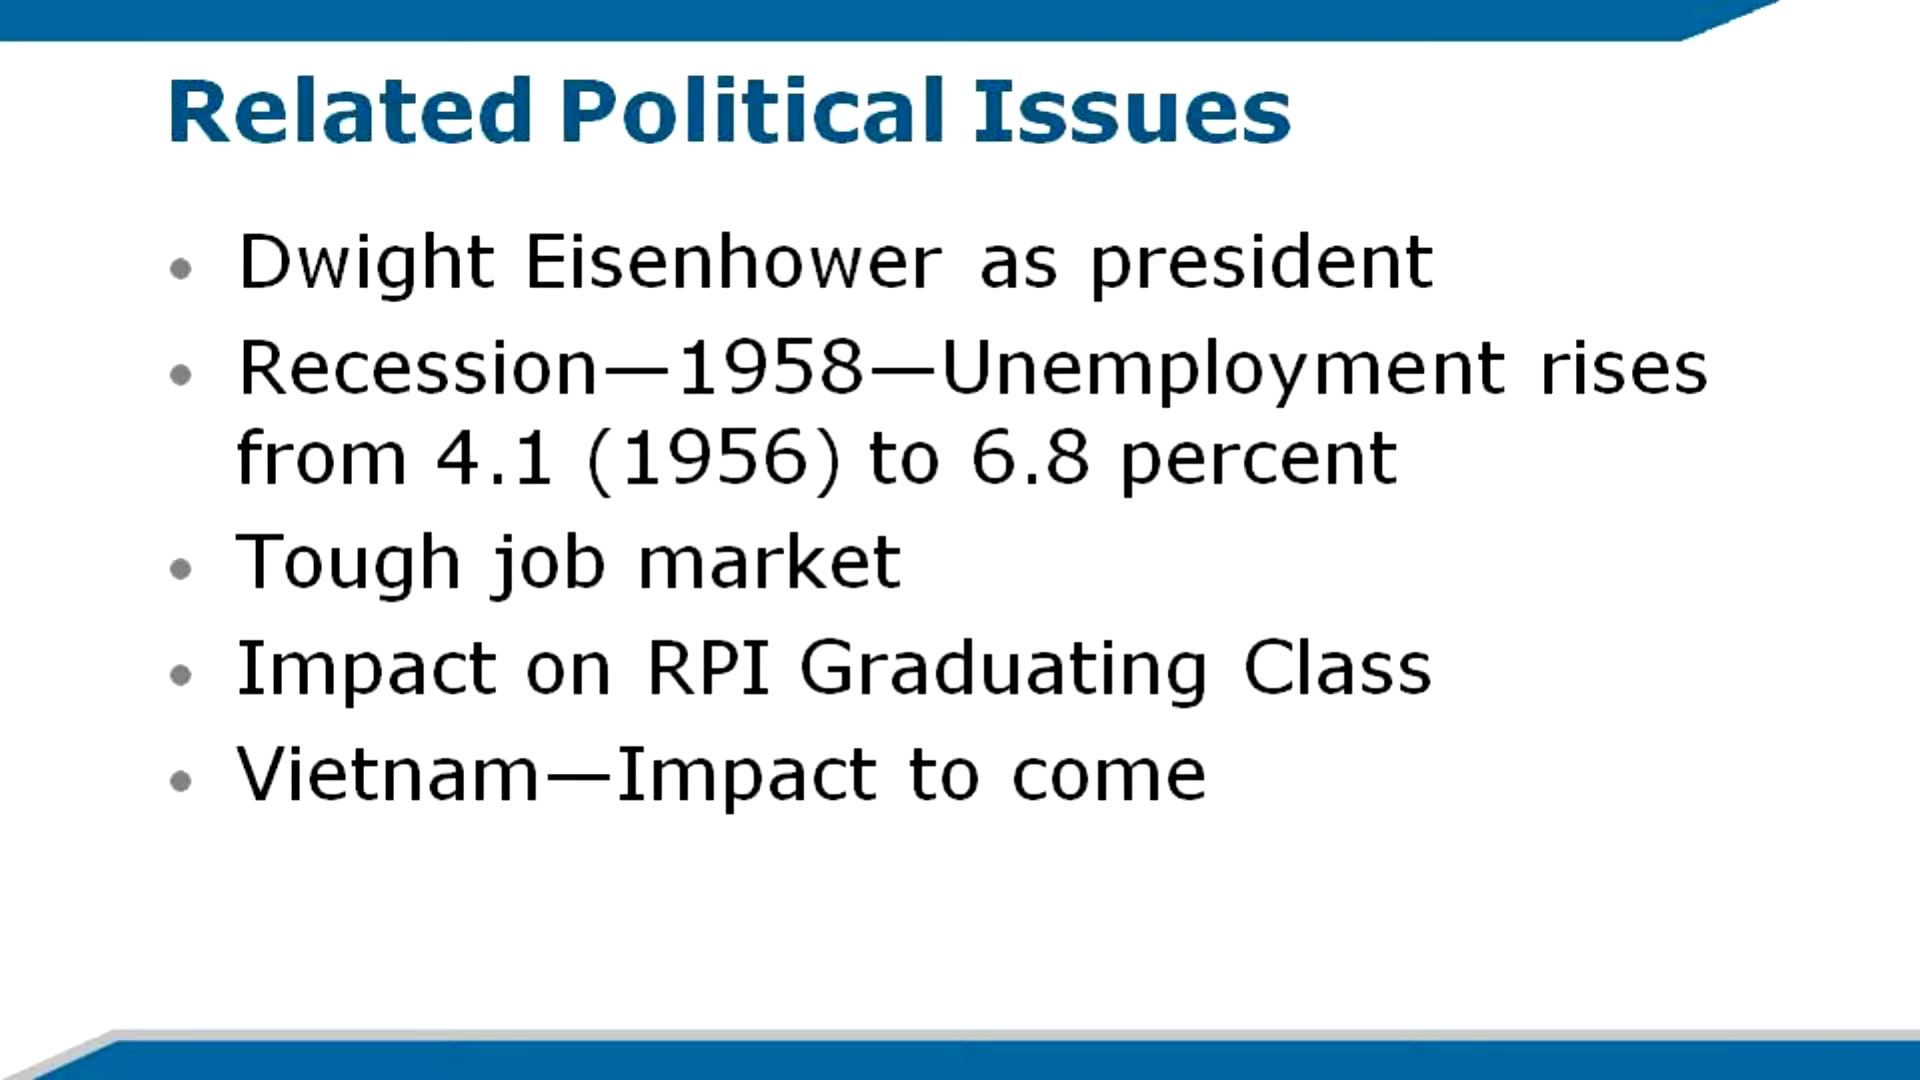 Related Political Issues
• Dwight Eisenhower as president
• Recession—1958—Unemployment rises
from 4.1 (1956) to 6.8 percent
• Tough job market
• Impact on RPI Graduating Class
• Vietnam—Impact to come